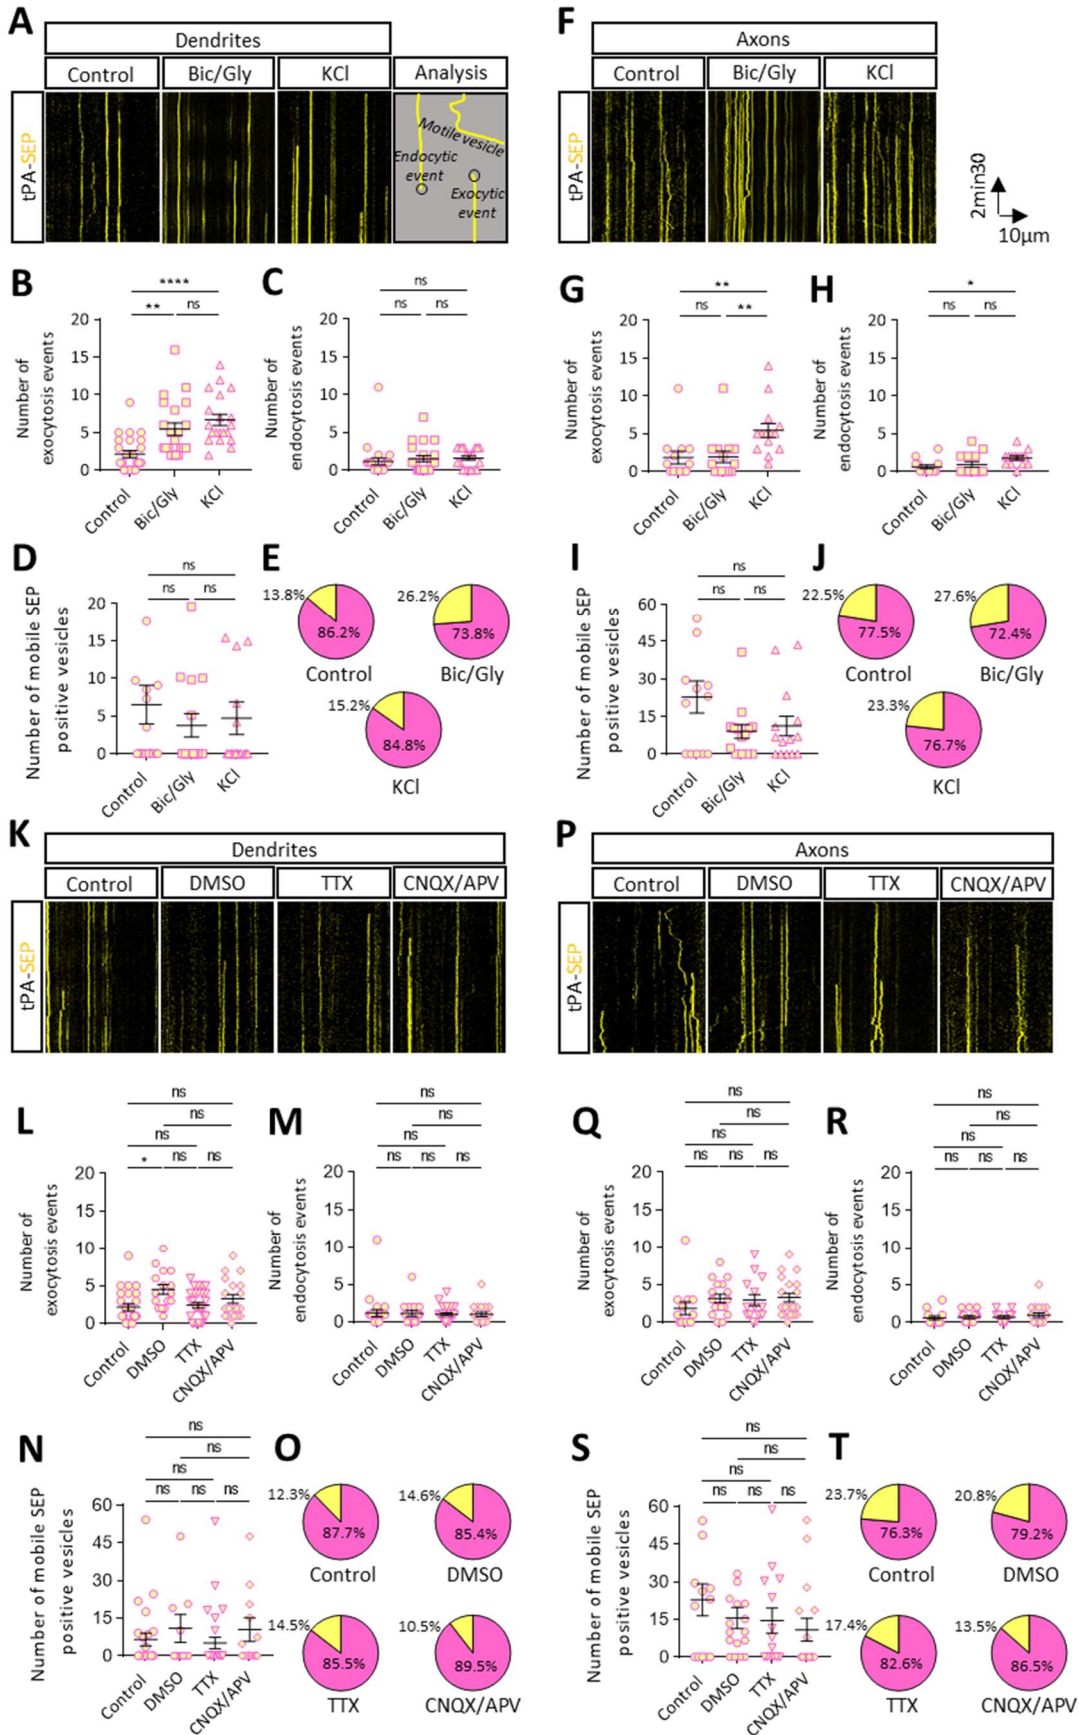 A
Dendrites
Control
Bic/Gly
KCl
Analysis
tPA-SEP
Motile vesicle
Endocytic
event
Exocytic
event
F
Axons
Control
Bic/Gly
KCl
tPA-SEP
2min30
10µm
B
Number of
exocytosis events
****
**
ns
20
15
10
5
0
Control
Bic/Gly
KCl
C
Number of
endocytosis events
ns
ns
ns
20
15
10
5
0
Control
Bic/Gly
KCl
G
Number of
exocytosis events
**
ns
**
20
15
10
5
0
Control
Bic/Gly
KCl
H
Number of
endocytosis events
*
ns
ns
20
15
10
5
0
Control
Bic/Gly
KCl
D
Number of mobile SEP
positive vesicles
ns
ns
ns
20
15
10
5
0
Control
Bic/Gly
KCl
E
13.8%
86.2%
Control
26.2%
73.8%
Bic/Gly
15.2%
84.8%
KCl
I
Number of mobile SEP
positive vesicles
ns
ns
ns
60
45
30
15
0
Control
Bic/Gly
KCl
J
22.5%
77.5%
Control
27.6%
72.4%
Bic/Gly
23.3%
76.7%
KCl
K
Dendrites
Control
DMSO
TTX
CNQX/APV
tPA-SEP
P
Axons
Control
DMSO
TTX
CNQX/APV
tPA-SEP
L
Number of
exocytosis events
ns
ns
ns
*
ns
ns
20
15
10
5
0
Control
DMSO
TTX
CNQX/APV
M
Number of
endocytosis events
ns
ns
ns
ns
ns
ns
20
15
10
5
0
Control
DMSO
TTX
CNQX/APV
Q
Number of
exocytosis events
ns
ns
ns
ns
ns
ns
20
15
10
5
0
Control
DMSO
TTX
CNQX/APV
R
Number of
endocytosis events
ns
ns
ns
ns
ns
ns
20
15
10
5
0
Control
DMSO
TTX
CNQX/APV
N
Number of mobile SEP
positive vesicles
ns
ns
ns
ns
ns
ns
60
45
30
15
0
Control
DMSO
TTX
CNQX/APV
O
12.3%
87.7%
Control
14.6%
85.4%
DMSO
14.5%
85.5%
TTX
10.5%
89.5%
CNQX/APV
S
Number of mobile SEP
positive vesicles
ns
ns
ns
ns
ns
ns
60
45
30
15
0
Control
DMSO
TTX
CNQX/APV
T
23.7%
76.3%
Control
20.8%
79.2%
DMSO
17.4%
82.6%
TTX
13.5%
86.5%
CNQX/APV